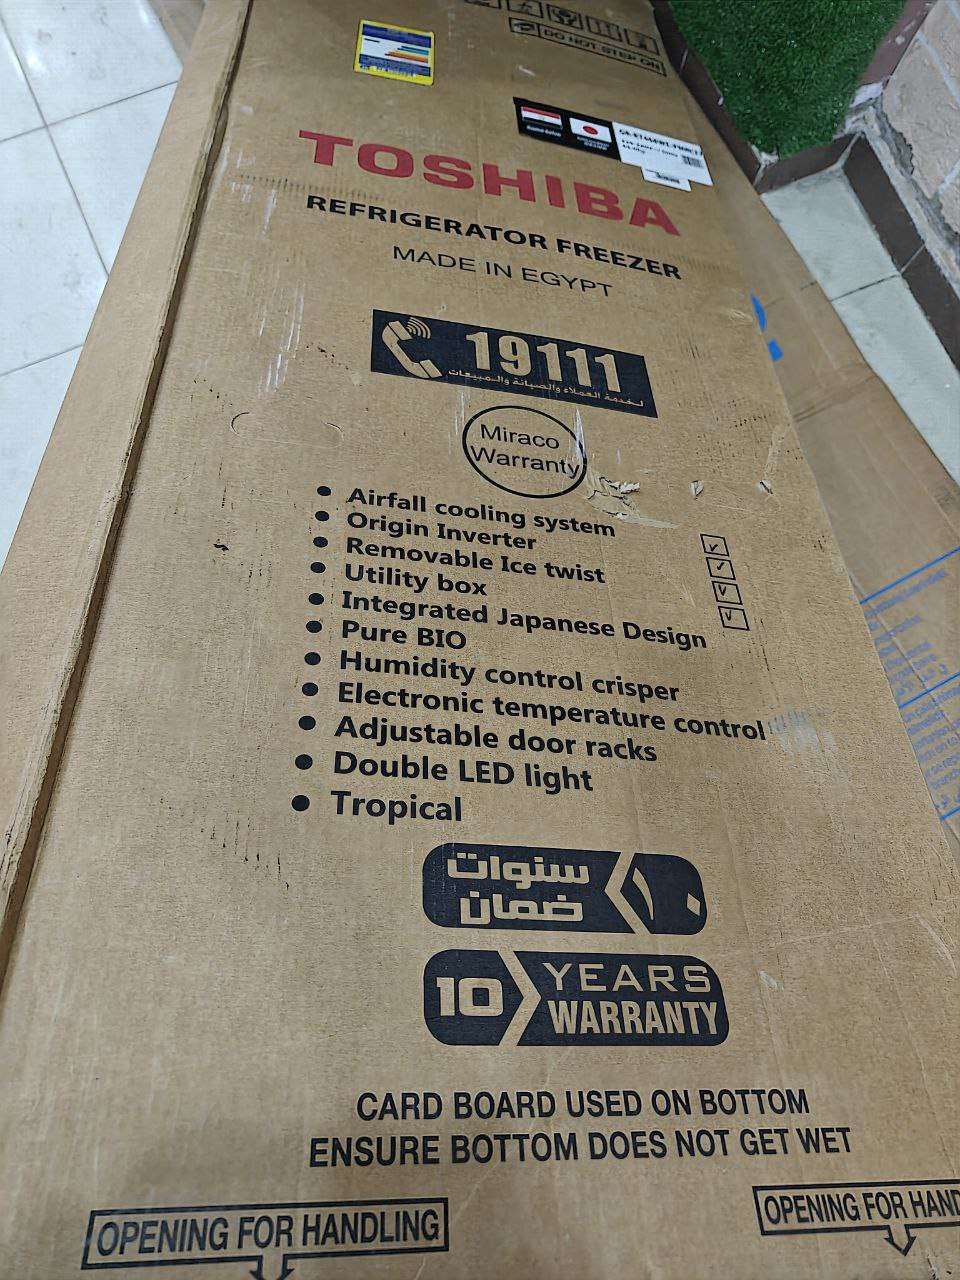 DO NOT STEP ON
TOSHIBA
REFRIGERATOR FREEZER
MADE IN EGYPT
19111
لخدمة العملاء والصيانة والمبيعات
Miraco
Warranty
Airfall cooling system
Origin Inverter
Removable Ice twist
Utility box
Integrated Japanese Design
Pure BIO
Humidity control crisper
Electronic temperature control
Adjustable door racks
Double LED light
Tropical
١٠ سنوات
ضمان
10 YEARS
WARRANTY
CARD BOARD USED ON BOTTOM
ENSURE BOTTOM DOES NOT GET WET
OPENING FOR HANDLING
OPENING FOR HAND